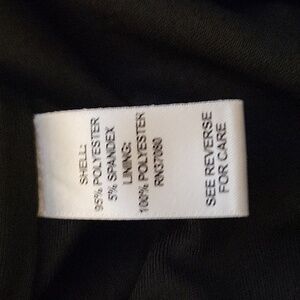 SHELL:
95% POLYESTER
5% SPANDEX
LINING:
100% POLYESTER
RN37080
SEE REVERSE
FOR CARE